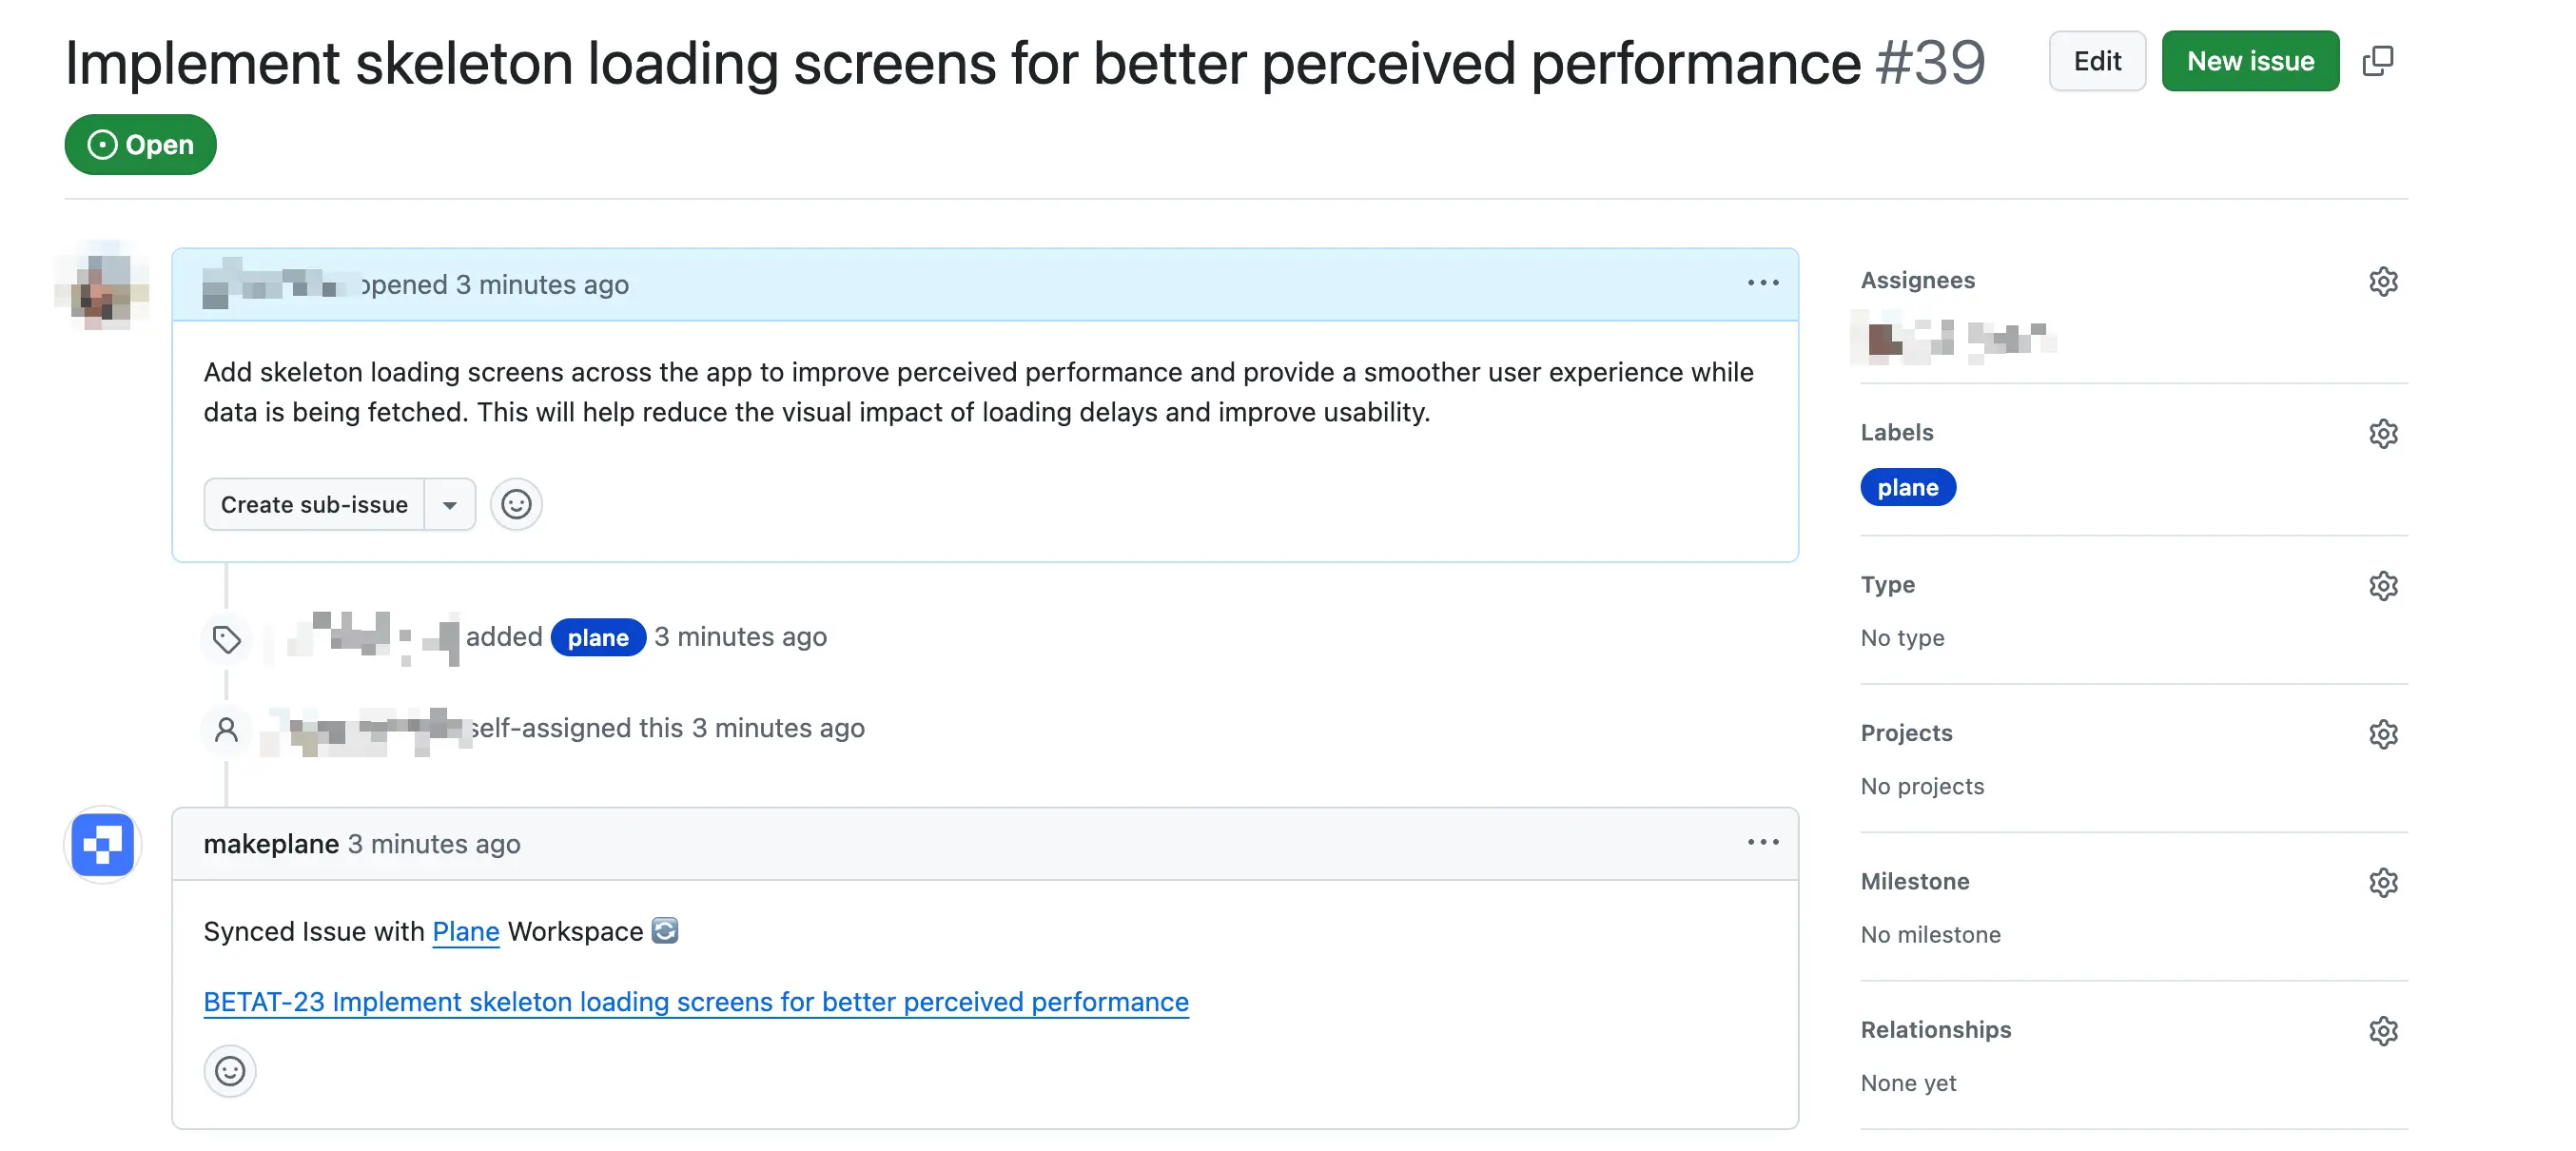 Implement skeleton loading screens for better perceived performance #39
Edit
New issue
Open
opened 3 minutes ago
Add skeleton loading screens across the app to improve perceived performance and provide a smoother user experience while
data is being fetched. This will help reduce the visual impact of loading delays and improve usability.
Create sub-issue
added plane 3 minutes ago
self-assigned this 3 minutes ago
makeplane 3 minutes ago
Synced Issue with Plane Workspace
BETAT-23 Implement skeleton loading screens for better perceived performance
Assignees
Labels
plane
Type
No type
Projects
No projects
Milestone
No milestone
Relationships
None yet